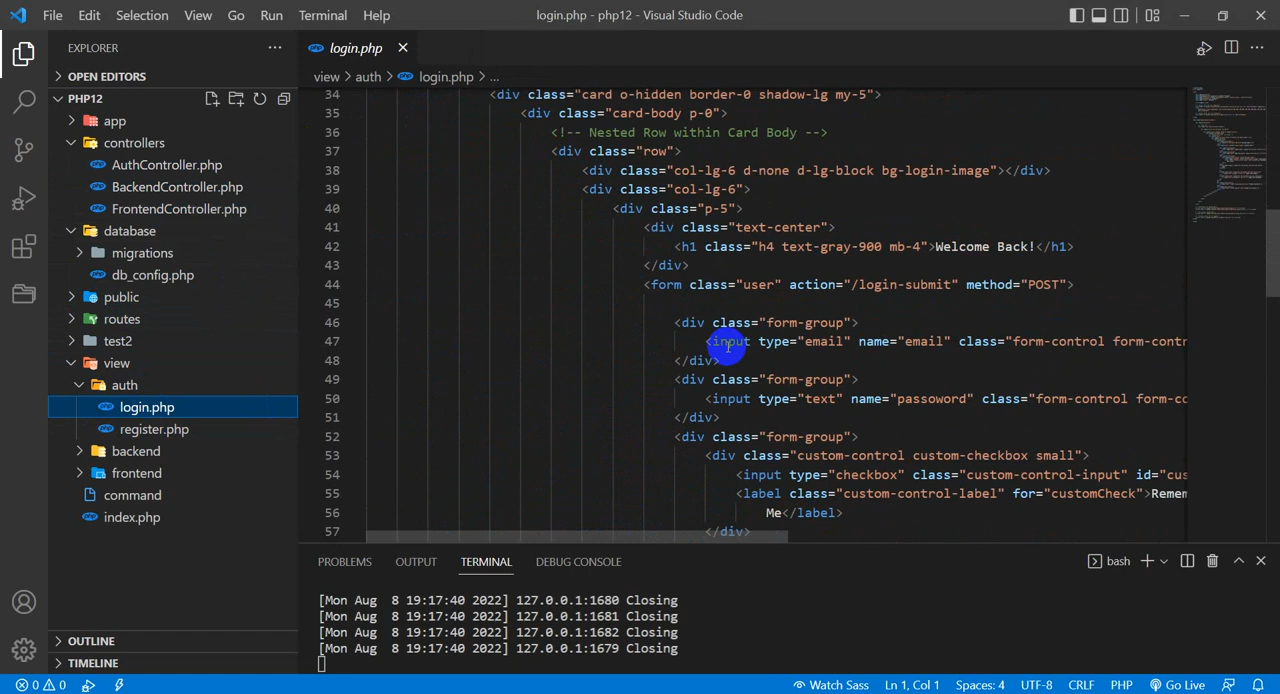 File Edit Selection View Go Run Terminal Help
login.php - php12 - Visual Studio Code
EXPLORER
OPEN EDITORS
PHP12
app
controllers
AuthController.php
BackendController.php
FrontendController.php
database
migrations
db_config.php
public
routes
test2
view
auth
login.php
register.php
backend
frontend
command
index.php
OUTLINE
TIMELINE
login.php
view > auth > login.php > ...
34 <div class="card o-hidden border-0 shadow-lg my-5">
35 <div class="card-body p-0">
36 <!-- Nested Row within Card Body -->
37 <div class="row">
38 <div class="col-lg-6 d-none d-lg-block bg-login-image"></div>
39 <div class="col-lg-6">
40 <div class="p-5">
41 <div class="text-center">
42 <h1 class="h4 text-gray-900 mb-4">Welcome Back!</h1>
43 </div>
44 <form class="user" action="/login-submit" method="POST">
45
46 <div class="form-group">
47 <input type="email" name="email" class="form-control form-contr
48 </div>
49 <div class="form-group">
50 <input type="text" name="passoword" class="form-control form-co
51 </div>
52 <div class="form-group">
53 <div class="custom-control custom-checkbox small">
54 <input type="checkbox" class="custom-control-input" id="cus
55 <label class="custom-control-label" for="customCheck">Remem
56 Me</label>
57 </div>
PROBLEMS OUTPUT TERMINAL DEBUG CONSOLE
bash
[Mon Aug  8 19:17:40 2022] 127.0.0.1:1680 Closing
[Mon Aug  8 19:17:40 2022] 127.0.0.1:1681 Closing
[Mon Aug  8 19:17:40 2022] 127.0.0.1:1682 Closing
[Mon Aug  8 19:17:40 2022] 127.0.0.1:1679 Closing
0 0 Watch Sass Ln 1, Col 1 Spaces: 4 UTF-8 CRLF PHP Go Live